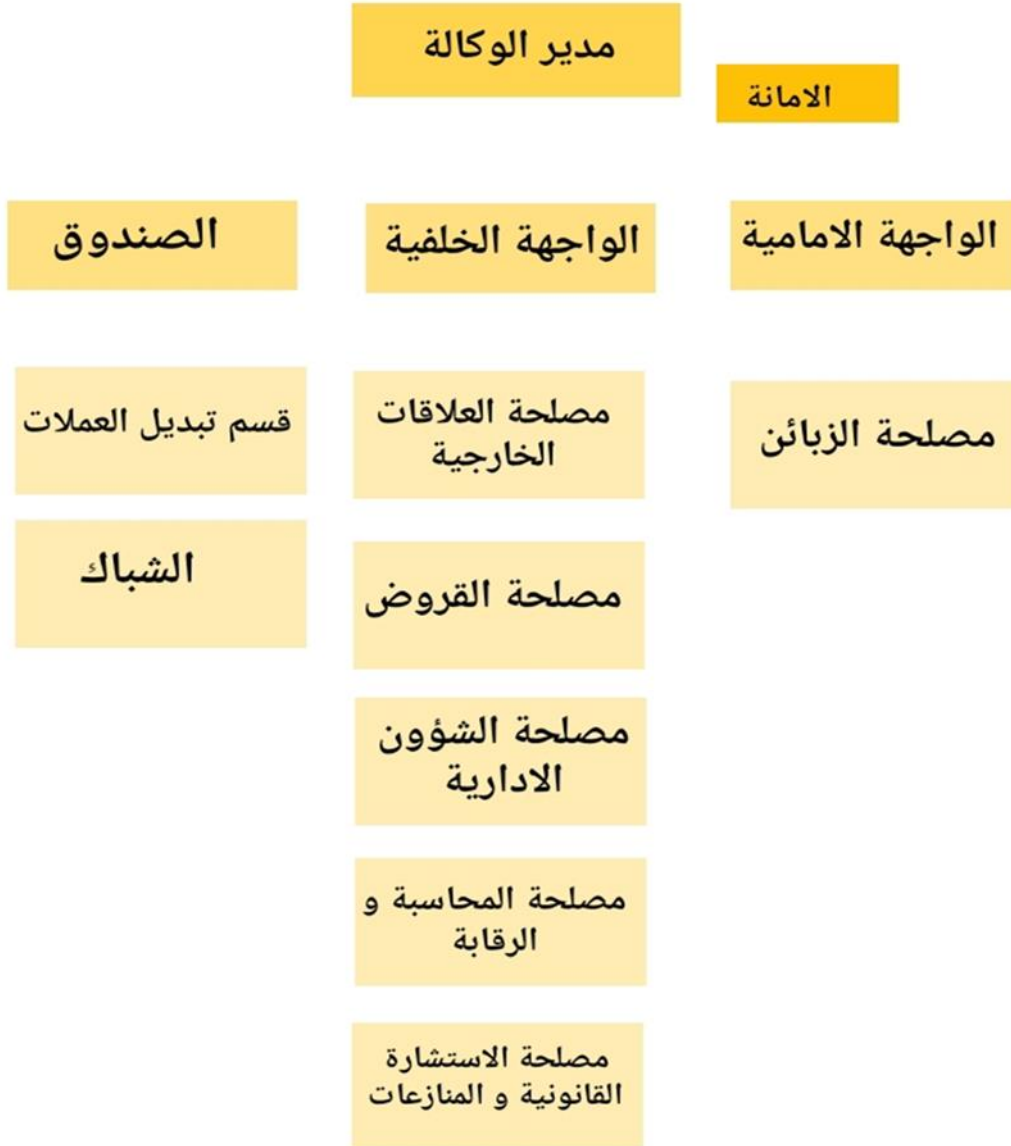 مدير الوكالة
الامانة
الواجهة الامامية
الواجهة الخلفية
الصندوق
مصلحة الزبائن
مصلحة العلاقات
الخارجية
قسم تبديل العملات
الشباك
مصلحة القروض
مصلحة الشؤون
الادارية
مصلحة المحاسبة و
الرقابة
مصلحة الاستشارة
القانونية و المنازعات